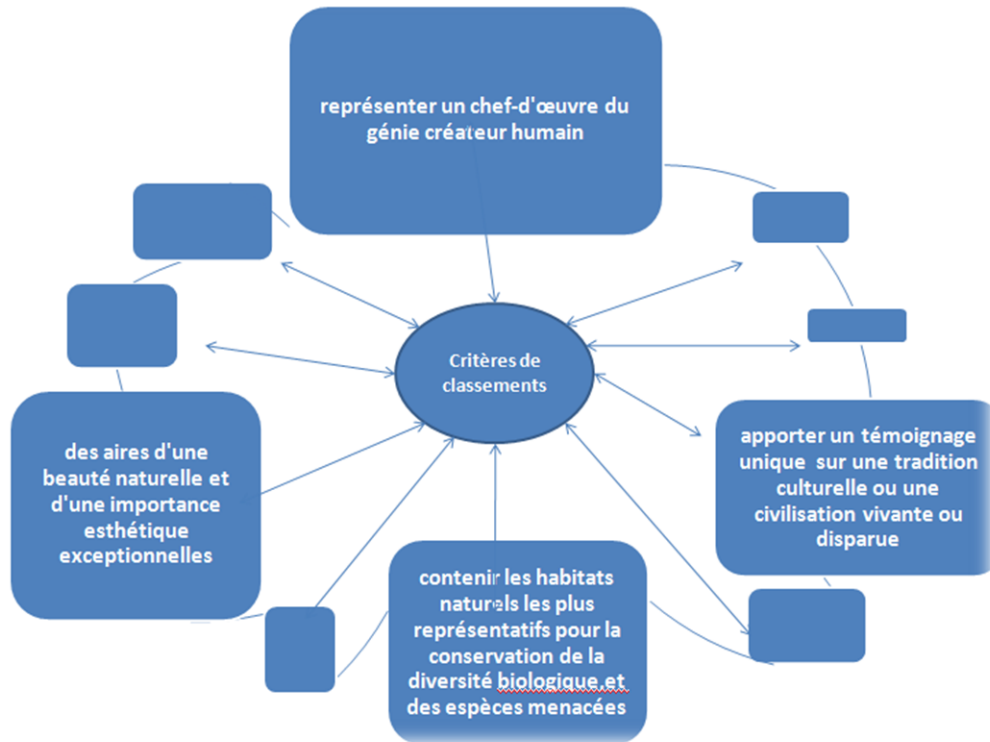 représenter un chef-d'œuvre du
génie créateur humain
Critères de
classements
des aires d'une
beauté naturelle et
d'une importance
esthétique
exceptionnelles
apporter un témoignage
unique sur une tradition
culturelle ou une
civilisation vivante ou
disparue
contenir les habitats
naturels les plus
représentatifs pour la
conservation de la
diversité biologique.et
des espèces menacées